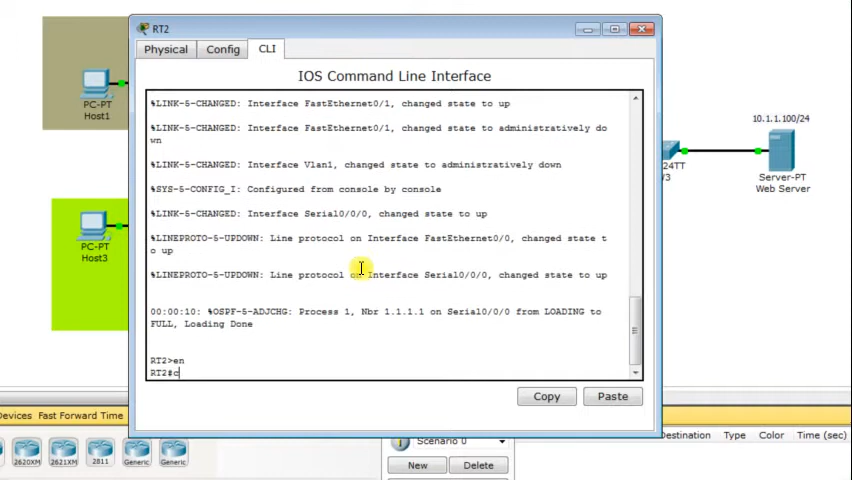 RT2
Physical
Config
CLI
IOS Command Line Interface
%LINK-5-CHANGED: Interface FastEthernet0/1, changed state to up
%LINK-5-CHANGED: Interface FastEthernet0/1, changed state to administratively do
wn
%LINK-5-CHANGED: Interface Vlan1, changed state to administratively down
%SYS-5-CONFIG_I: Configured from console by console
%LINK-5-CHANGED: Interface Serial0/0/0, changed state to up
%LINEPROTO-5-UPDOWN: Line protocol on Interface FastEthernet0/0, changed state t
o up
%LINEPROTO-5-UPDOWN: Line protocol on Interface Serial0/0/0, changed state to up
00:00:10: %OSPF-5-ADJCHG: Process 1, Nbr 1.1.1.1 on Serial0/0/0 from LOADING to
FULL, Loading Done
RT2>en
RT2#c
Copy
Paste
PC-PT
Host1
PC-PT
Host3
10.1.1.100/24
24TT
/3
Server-PT
Web Server
Devices
Fast Forward Time
2620XM
2621XM
2811
Generic
Generic
Scenario 0
New
Delete
Destination
Type
Color
Time (sec)